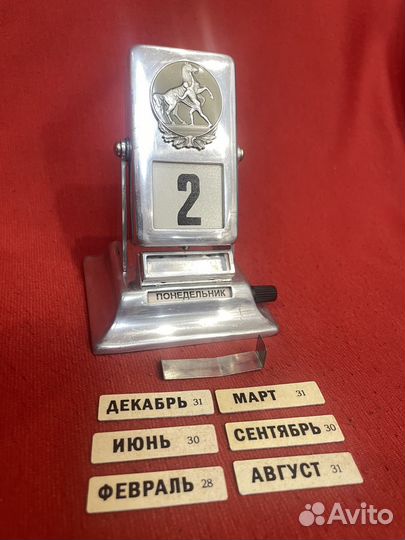 2
ПОНЕДЕЛЬНИК
ДЕКАБРЬ 31
МАРТ 31
ИЮНЬ 30
СЕНТЯБРЬ 30
ФЕВРАЛЬ 28
АВГУСТ 31
Avito